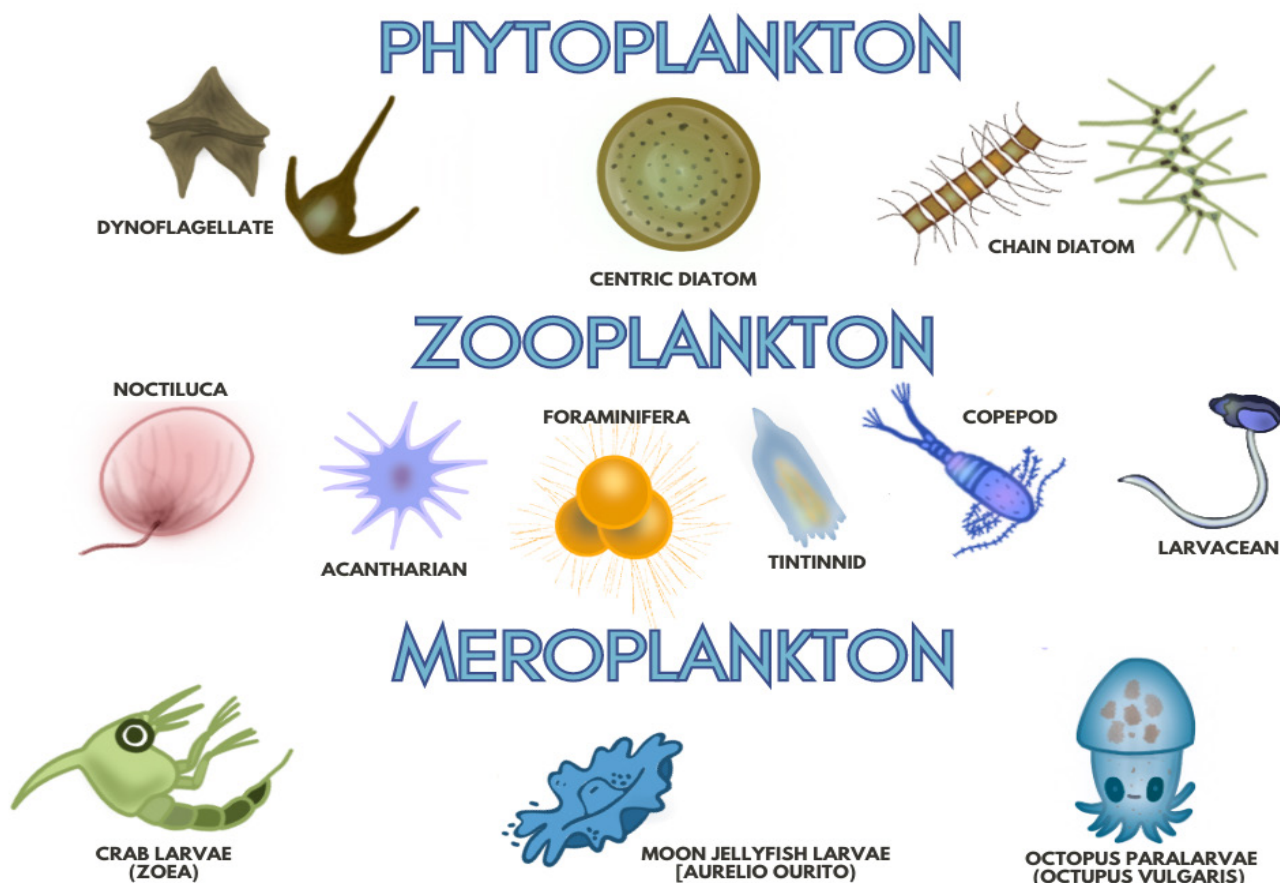 PHYTOPLANKTON
DYNOFLAGELLATE
CENTRIC DIATOM
CHAIN DIATOM
ZOOPLANKTON
NOCTILUCA
ACANTHARIAN
FORAMINIFERA
TINTINNID
COPEPOD
LARVACEAN
MEROPLANKTON
CRAB LARVAE
(ZOEA)
MOON JELLYFISH LARVAE
[AURELIO OURITO)
OCTOPUS PARALARVAE
(OCTUPUS VULGARIS)